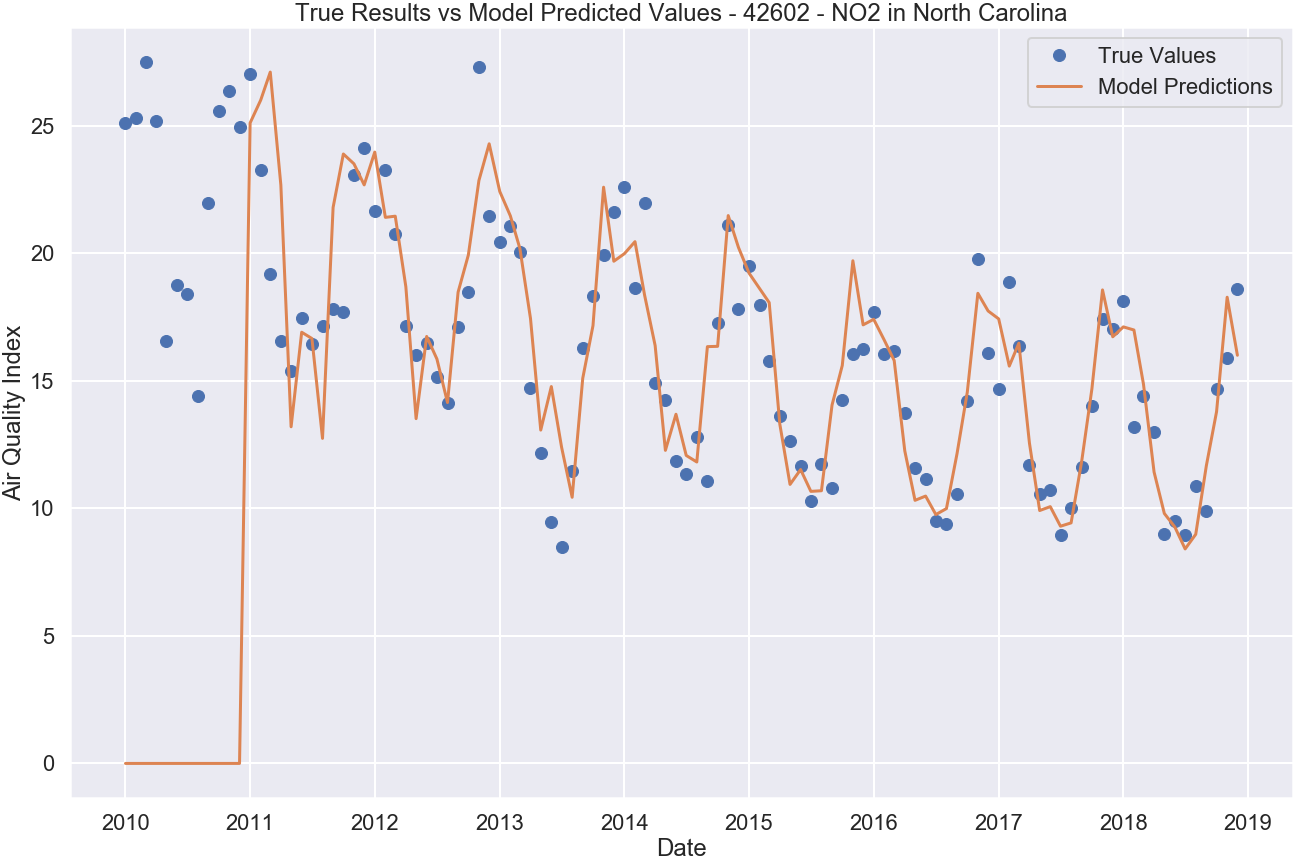 True Results vs Model Predicted Values - 42602 - NO2 in North Carolina
True Values
Model Predictions
Air Quality Index
25
20
15
10
5
0
2010 2011 2012 2013 2014 2015 2016 2017 2018 2019
Date